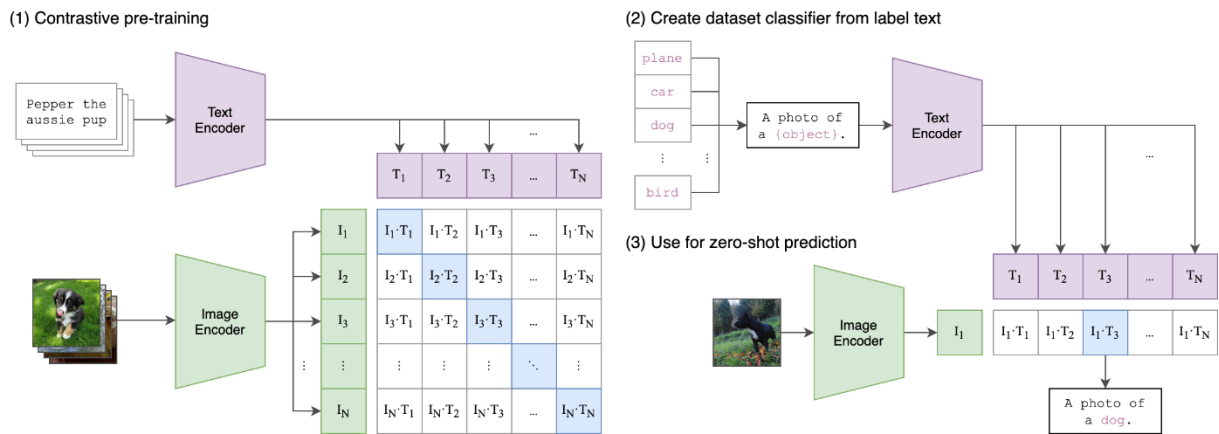 (1) Contrastive pre-training
Pepper the
aussie pup
Text
Encoder
...
T1 T2 T3 ... TN
Image
Encoder
I1 I1·T1 I1·T2 I1·T3 ... I1·TN
I2 I2·T1 I2·T2 I2·T3 ... I2·TN
I3 I3·T1 I3·T2 I3·T3 ... I3·TN
⋮ ⋮ ⋮ ⋮ ⋮ ⋱ ⋮
IN IN·T1 IN·T2 IN·T3 ... IN·TN
(2) Create dataset classifier from label text
plane
car
dog
⋮ ⋮
bird
A photo of
a {object}.
Text
Encoder
...
(3) Use for zero-shot prediction
T1 T2 T3 ... TN
Image
Encoder
I1 I1·T1 I1·T2 I1·T3 ... I1·TN
A photo of
a dog.